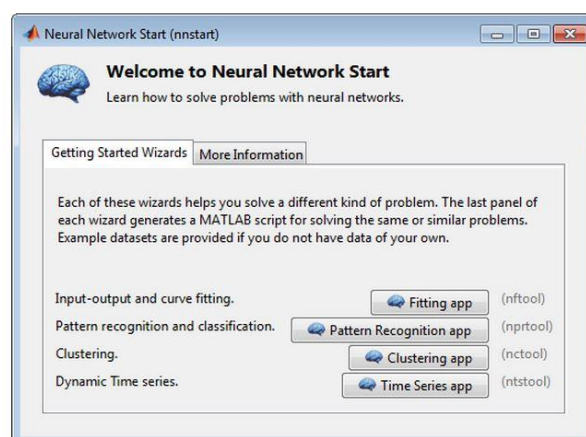 Neural Network Start (nnstart)
Welcome to Neural Network Start
Learn how to solve problems with neural networks.
Getting Started Wizards More Information
Each of these wizards helps you solve a different kind of problem. The last panel of
each wizard generates a MATLAB script for solving the same or similar problems.
Example datasets are provided if you do not have data of your own.
Input-output and curve fitting. Fitting app (nftool)
Pattern recognition and classification. Pattern Recognition app (nprtool)
Clustering. Clustering app (nctool)
Dynamic Time series. Time Series app (ntstool)